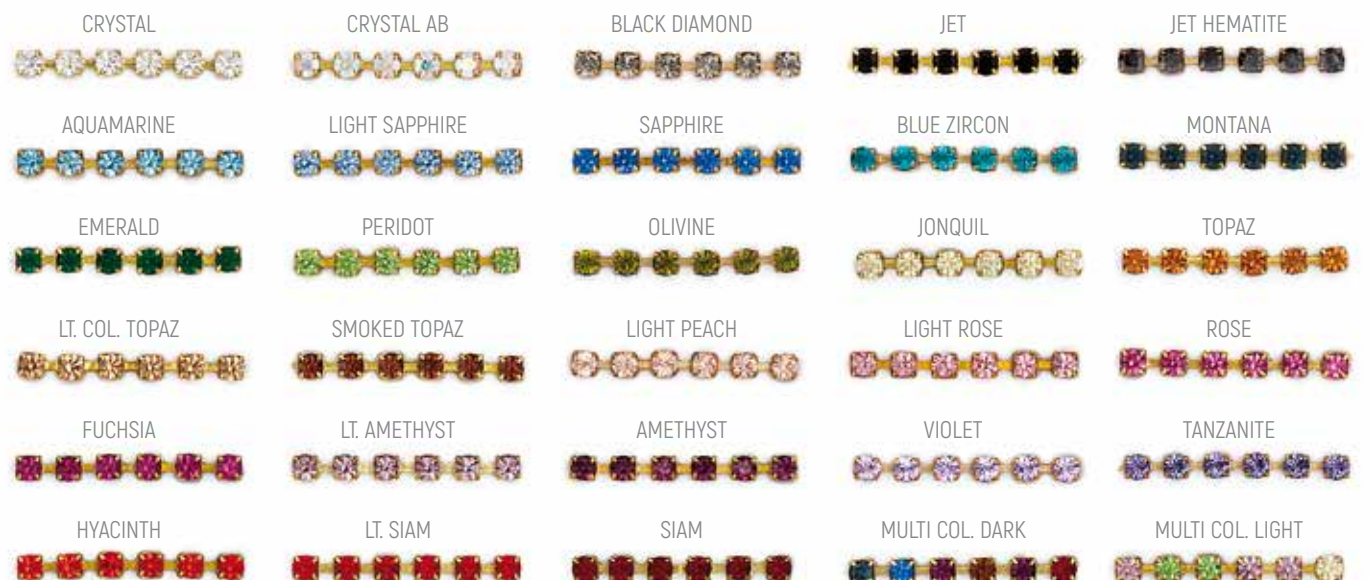 CRYSTAL
CRYSTAL AB
BLACK DIAMOND
JET
JET HEMATITE
AQUAMARINE
LIGHT SAPPHIRE
SAPPHIRE
BLUE ZIRCON
MONTANA
EMERALD
PERIDOT
OLIVINE
JONQUIL
TOPAZ
LT. COL. TOPAZ
SMOKED TOPAZ
LIGHT PEACH
LIGHT ROSE
ROSE
FUCHSIA
LT. AMETHYST
AMETHYST
VIOLET
TANZANITE
HYACINTH
LT. SIAM
SIAM
MULTI COL. DARK
MULTI COL. LIGHT